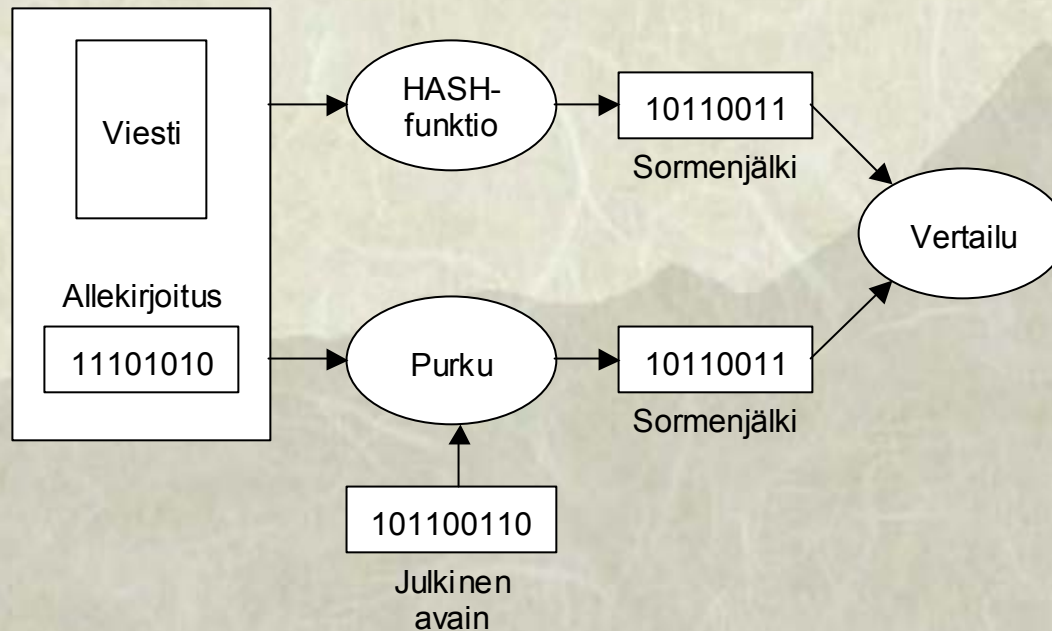 Viesti
HASH-
funktio
10110011
Sormenjälki
Vertailu
Allekirjoitus
11101010
Purku
10110011
Sormenjälki
101100110
Julkinen
avain